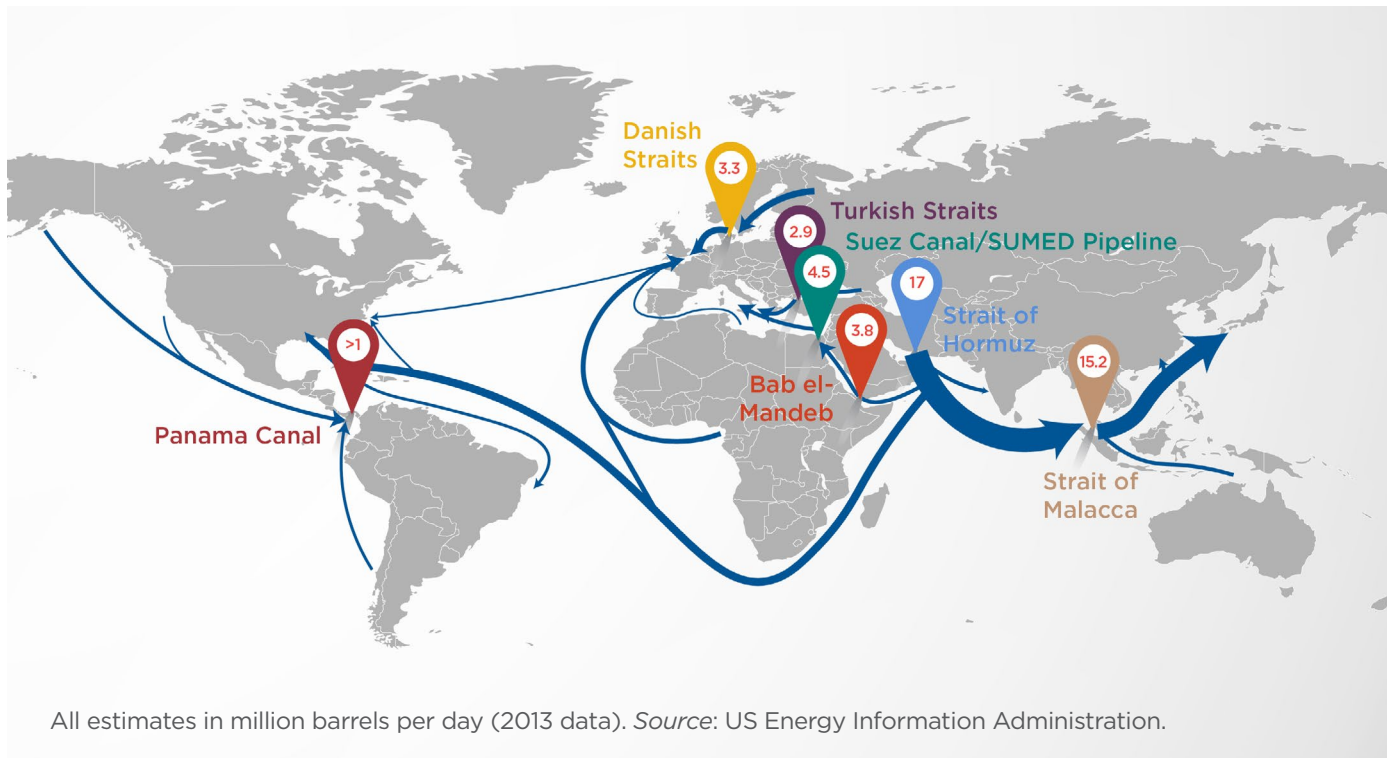 Danish
Straits
3.3
Turkish Straits
2.9
Suez Canal/SUMED Pipeline
4.5
17
Strait of
Hormuz
>1
3.8
15.2
Bab el-
Mandeb
Panama Canal
Strait of
Malacca
All estimates in million barrels per day (2013 data). Source: US Energy Information Administration.